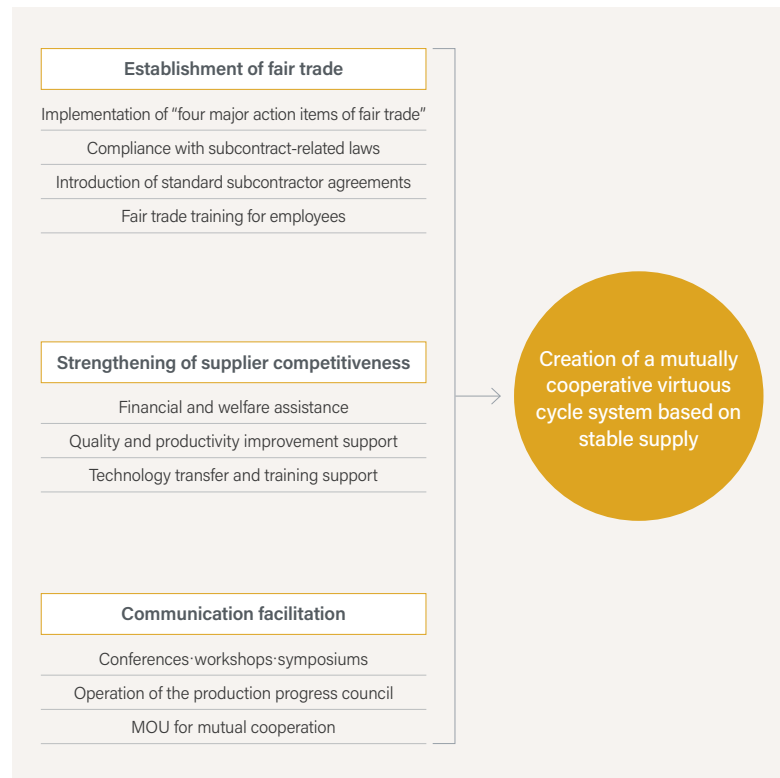 Establishment of fair trade
Implementation of “four major action items of fair trade”
Compliance with subcontract-related laws
Introduction of standard subcontractor agreements
Fair trade training for employees
Strengthening of supplier competitiveness
Financial and welfare assistance
Quality and productivity improvement support
Technology transfer and training support
Communication facilitation
Conferences·workshops·symposiums
Operation of the production progress council
MOU for mutual cooperation
Creation of a mutually
cooperative virtuous
cycle system based on
stable supply